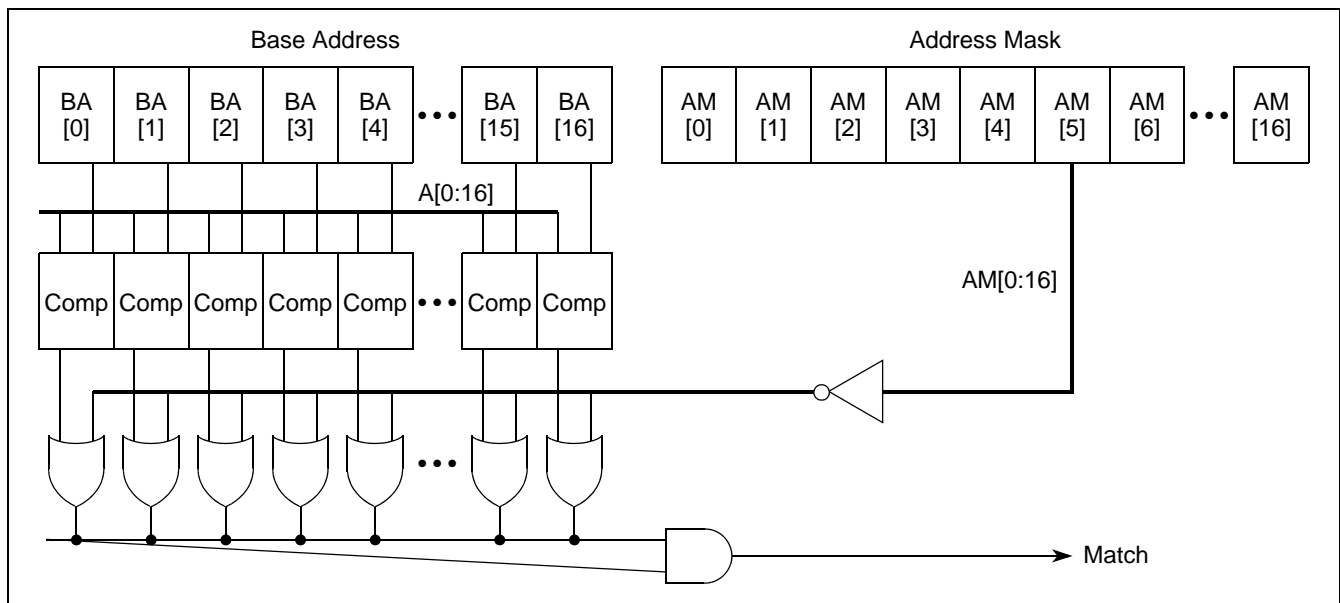 Base Address
Address Mask
BA [0]
BA [1]
BA [2]
BA [3]
BA [4]
•••
BA [15]
BA [16]
AM [0]
AM [1]
AM [2]
AM [3]
AM [4]
AM [5]
AM [6]
•••
AM [16]
A[0:16]
Comp
Comp
Comp
Comp
Comp
•••
Comp
Comp
AM[0:16]
•••
Match